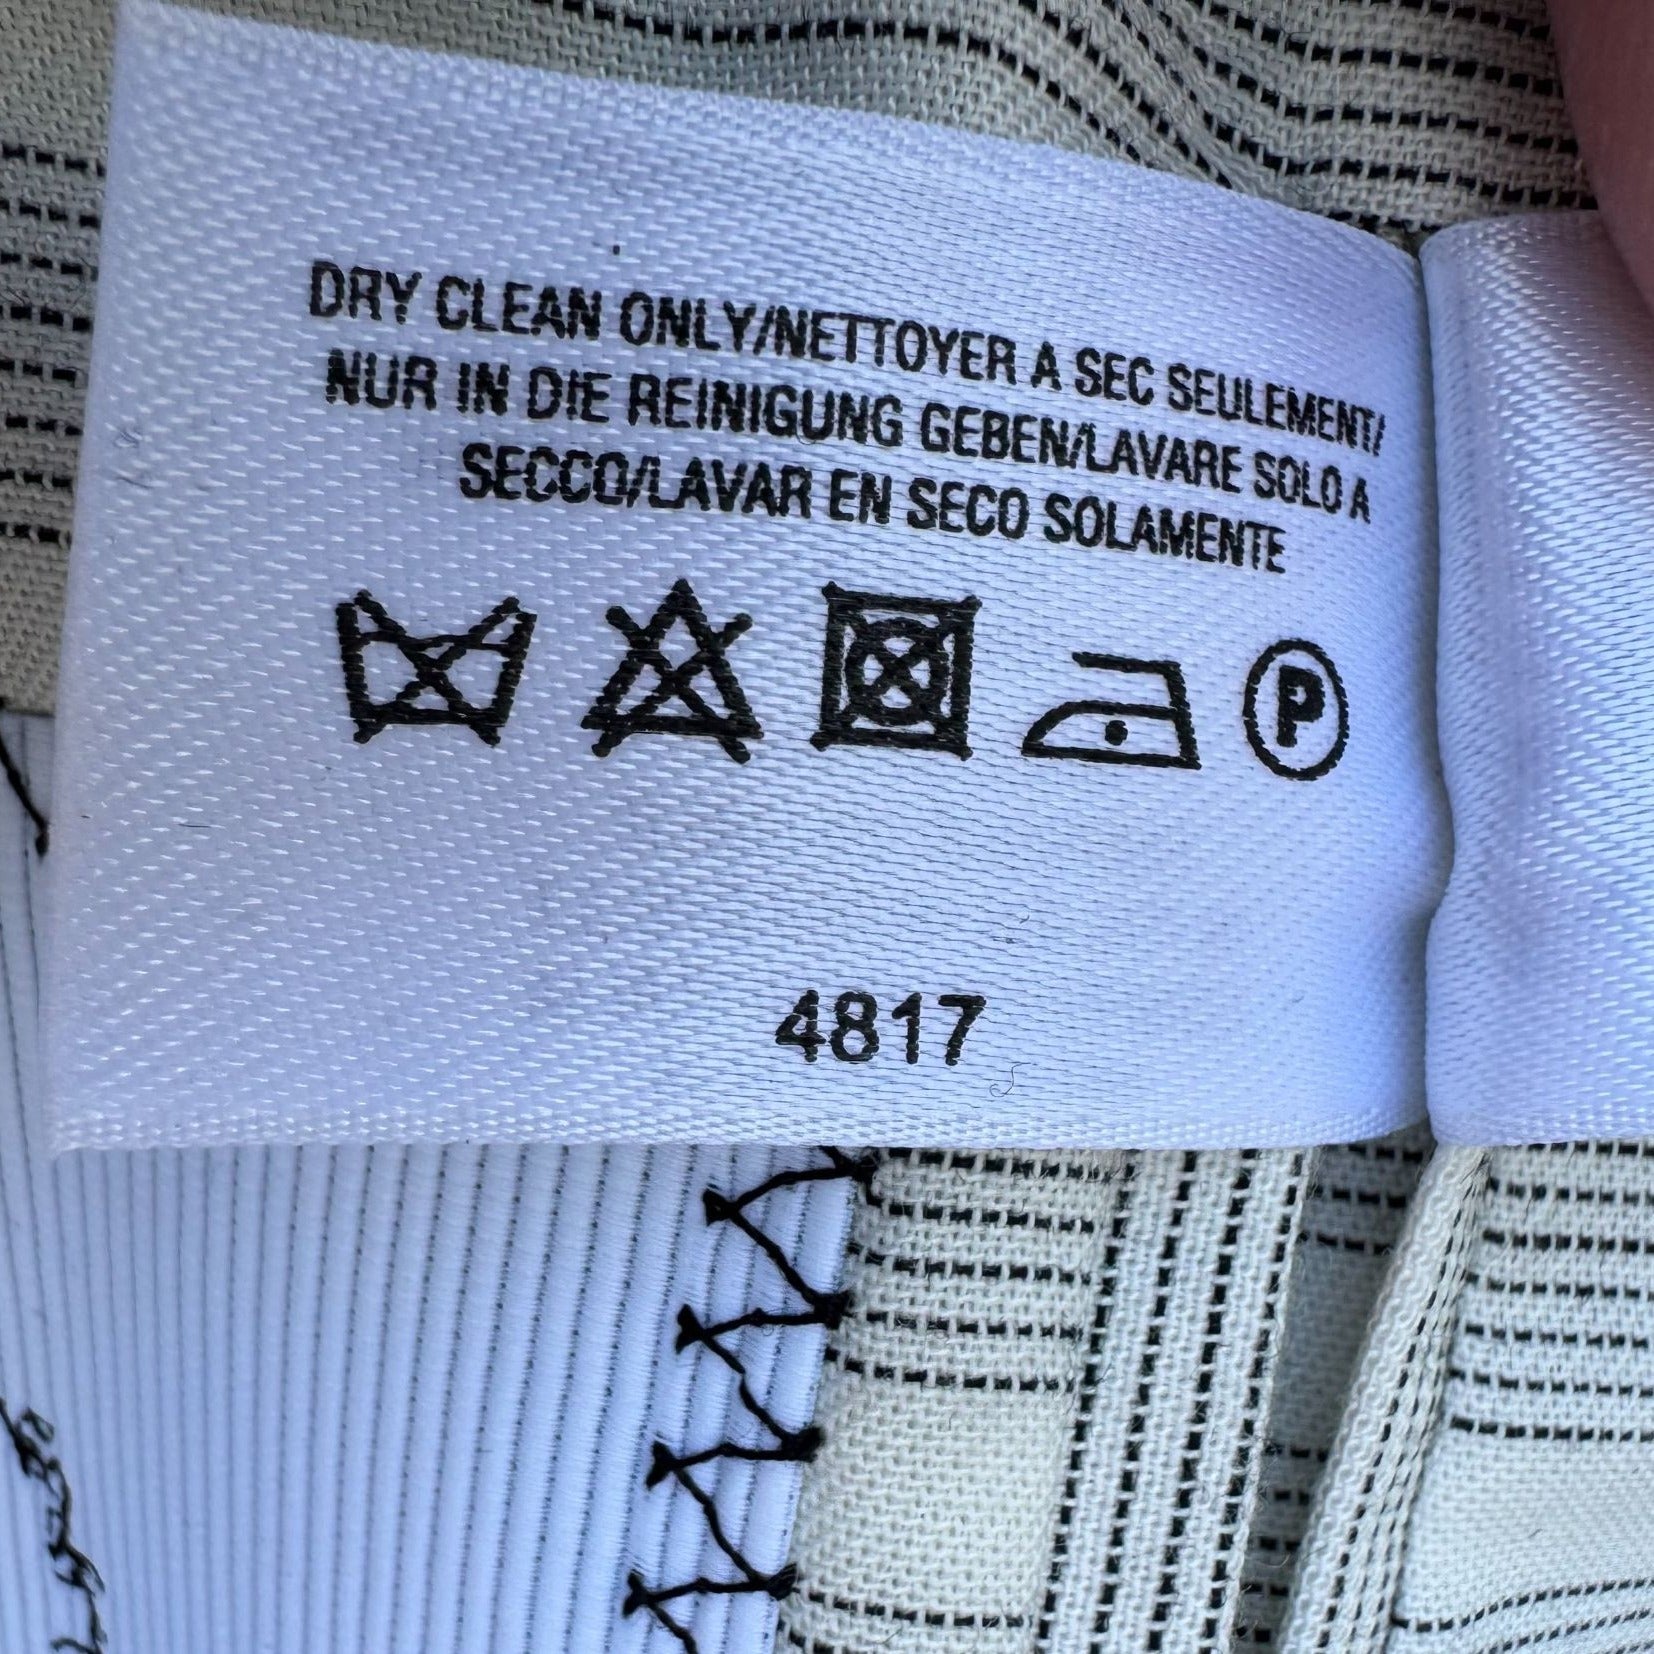 DRY CLEAN ONLY/NETTOYER A SEC SEULEMENT/
NUR IN DIE REINIGUNG GEBEN/LAVARE SOLO A
SECCO/LAVAR EN SECO SOLAMENTE
P
4817